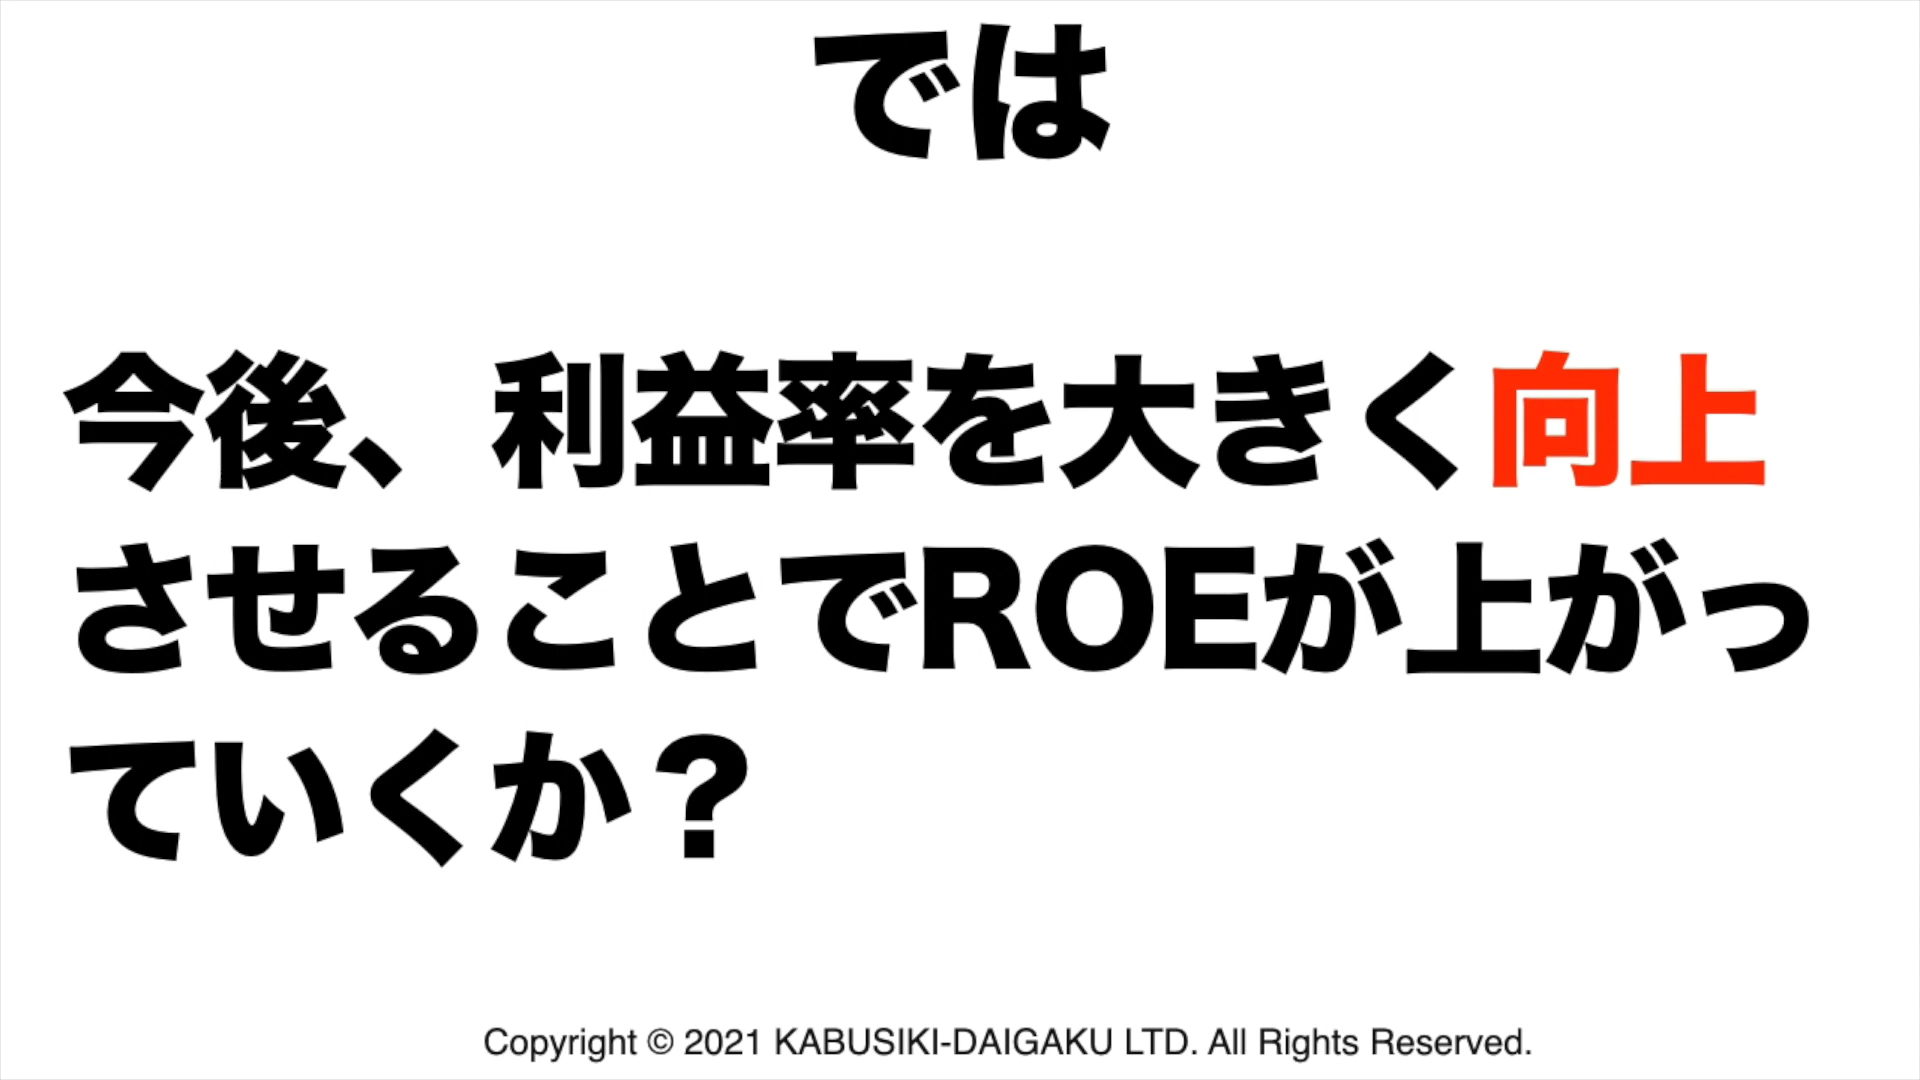 では
今後、利益率を大きく向上
させることでROEが上がっ
ていくか？
Copyright © 2021 KABUSIKI-DAIGAKU LTD. All Rights Reserved.